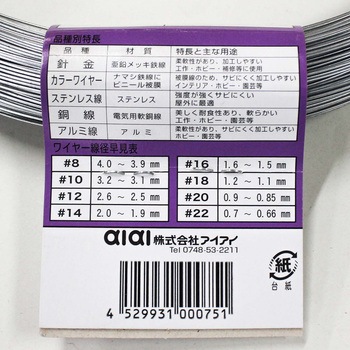 品種別特長
品種 材質 特長と主な用途
針金 亜鉛メッキ鉄線 柔軟性があり、加工しやすい
工作・ホビー・補修等に使用
カラーワイヤー ナマシ鉄線に
ビニール被膜 被膜線のため、サビにくく加工しやすい
インテリア・ホビー・園芸等
ステンレス線 ステンレス 強度が強くサビにくい
屋外に最適
銅線 電気用軟銅線 美しく耐食性あり、軟らかい
工作・ホビー・園芸等
アルミ線 アルミ 柔軟性があり、加工しやすい
工作・ホビー・園芸等
ワイヤー線径早見表
#8 4.0 ～ 3.9 mm #16 1.6 ～ 1.5 mm
#10 3.2 ～ 3.1 mm #18 1.2 ～ 1.1 mm
#12 2.6 ～ 2.5 mm #20 0.9 ～ 0.85 mm
#14 2.0 ～ 1.9 mm #22 0.7 ～ 0.66 mm
aiai 株式会社アイアイ
Tel 0748-53-2211
紙
台紙
4 529931 000751